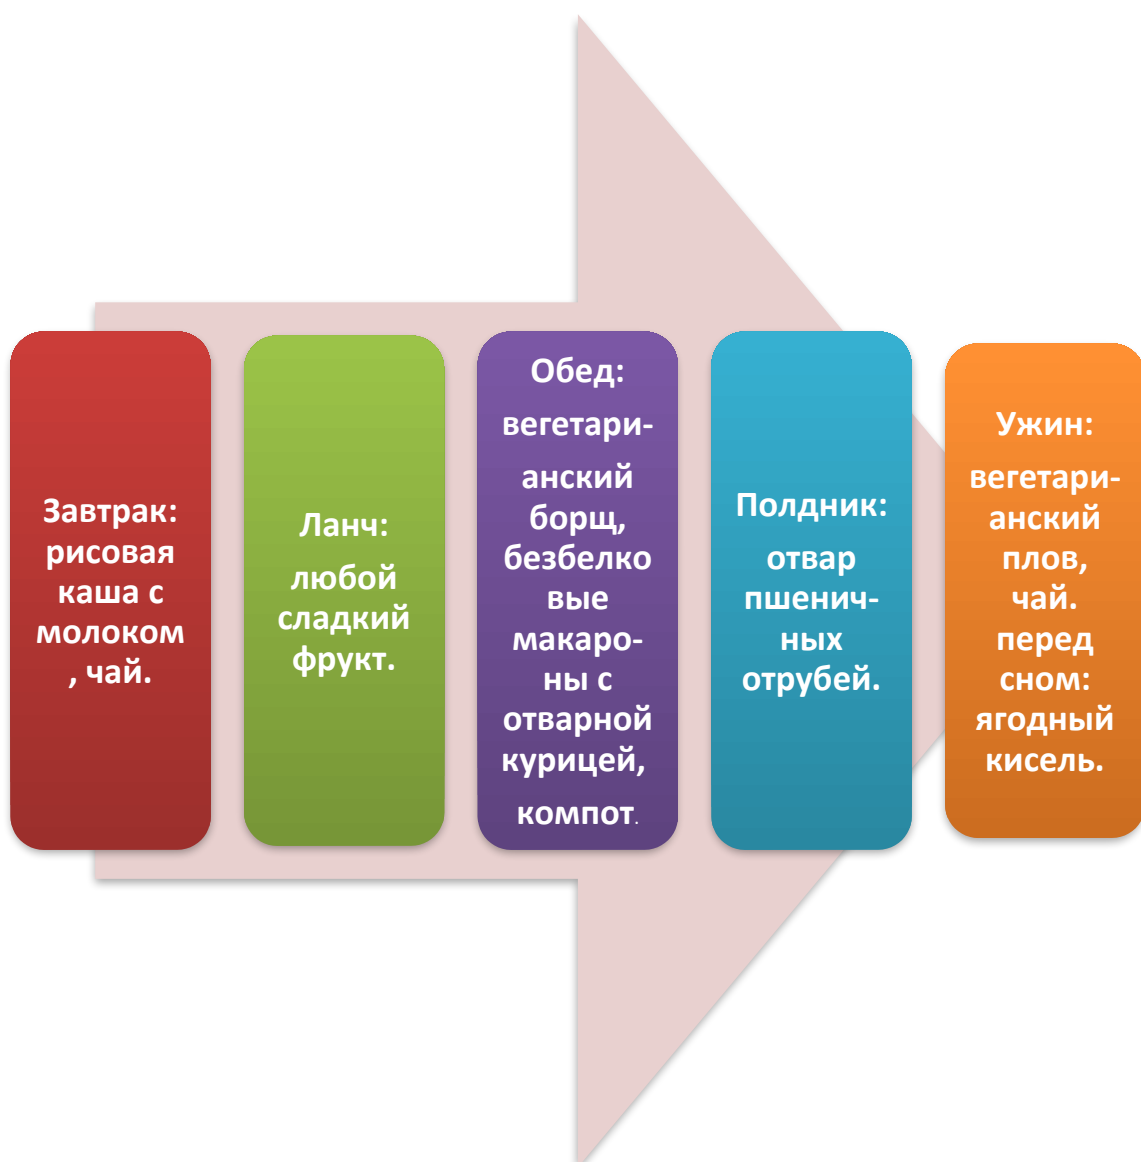 Завтрак:
рисовая
каша с
молоком
, чай.
Ланч:
любой
сладкий
фрукт.
Обед:
вегетари-
анский
борщ,
безбелко
вые
макаро-
ны с
отварной
курицей,
компот.
Полдник:
отвар
пшенич-
ных
отрубей.
Ужин:
вегетари-
анский
плов,
чай.
перед
сном:
ягодный
кисель.